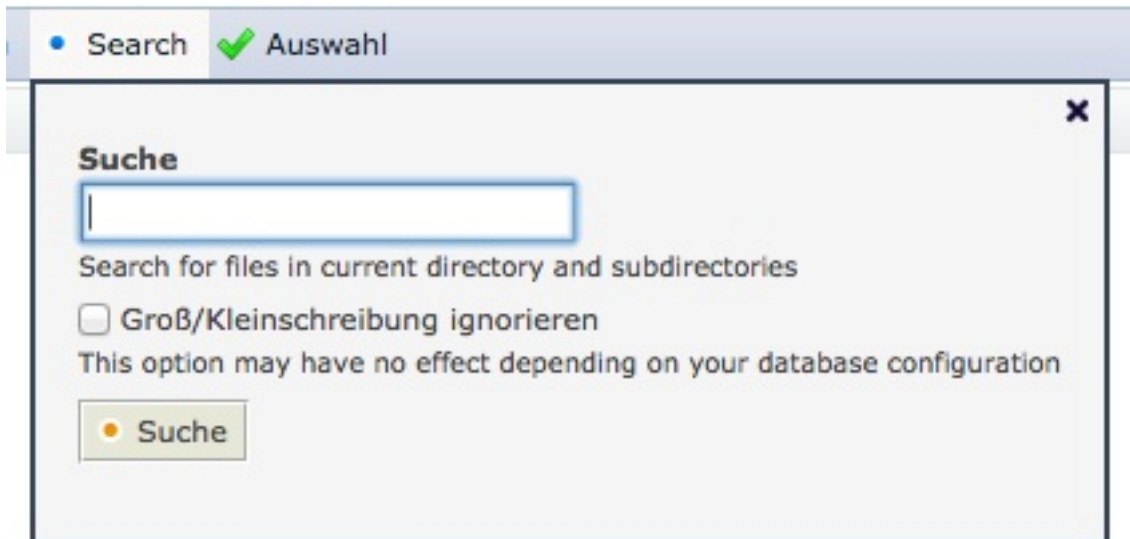 Search Auswahl
Suche
Search for files in current directory and subdirectories
Groß/Kleinschreibung ignorieren
This option may have no effect depending on your database configuration
Suche